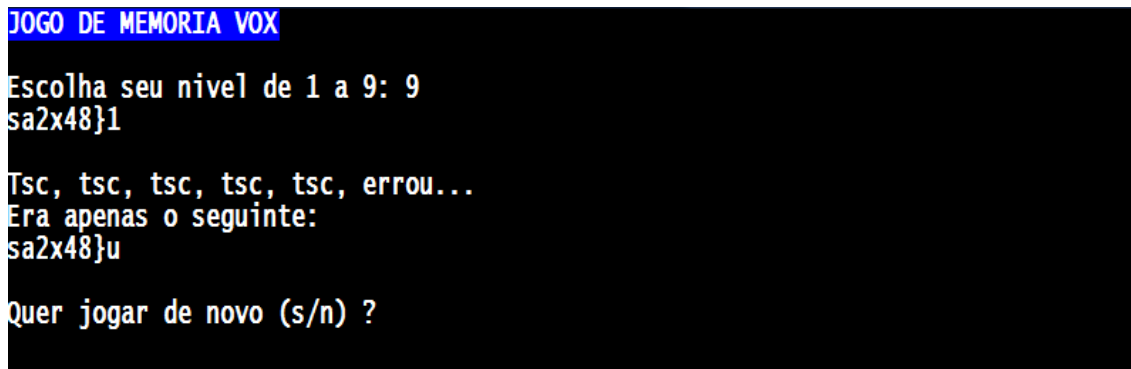 JOGO DE MEMORIA VOX
Escolha seu nivel de 1 a 9: 9
sa2x48}1
Tsc, tsc, tsc, tsc, tsc, errou...
Era apenas o seguinte:
sa2x48}u
Quer jogar de novo (s/n) ?